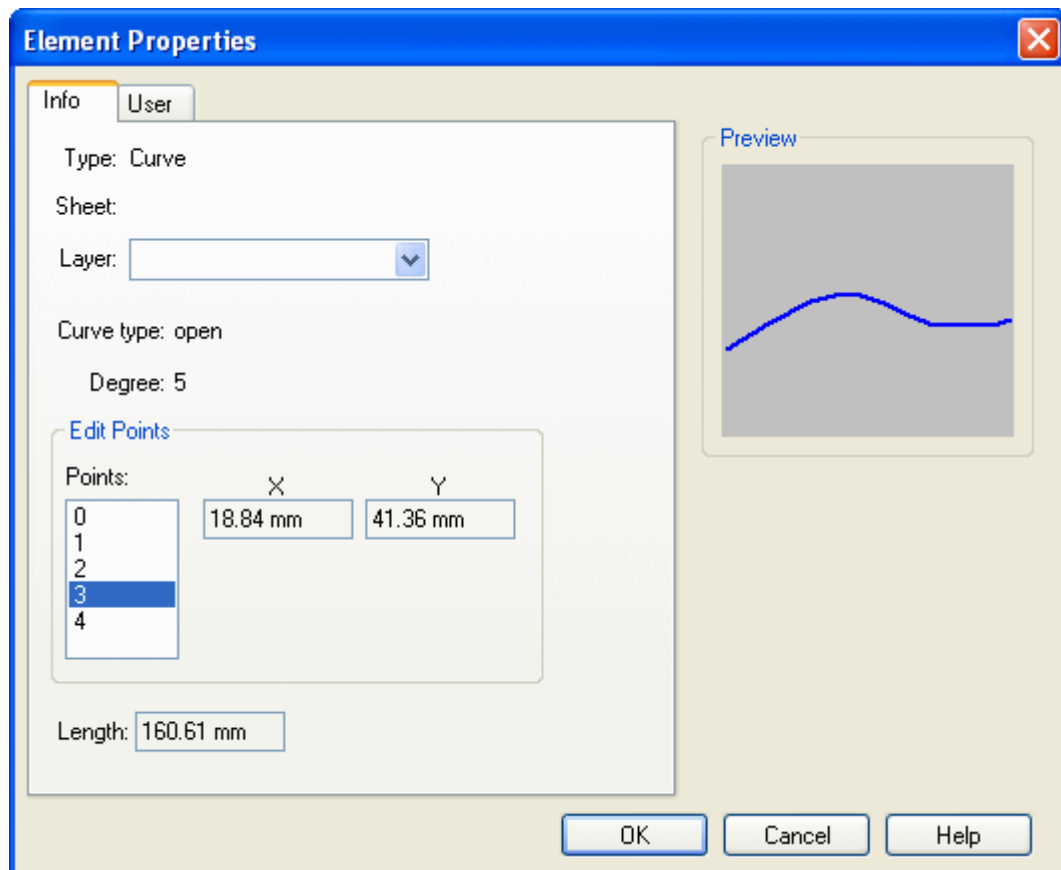 Element Properties
Info
User
Type: Curve
Sheet:
Layer:
Curve type: open
Degree: 5
Edit Points
Points:
X
Y
0
1
2
3
4
18.84 mm
41.36 mm
Length: 160.61 mm
Preview
OK
Cancel
Help